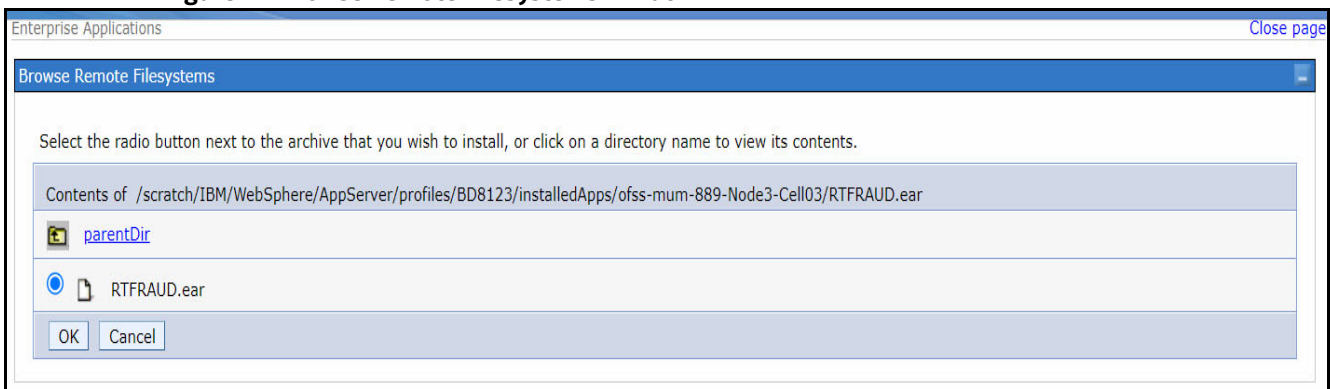 Enterprise Applications
Close page
Browse Remote Filesystems
Select the radio button next to the archive that you wish to install, or click on a directory name to view its contents.
Contents of /scratch/IBM/WebSphere/AppServer/profiles/BD8123/installedApps/ofss-mum-889-Node3-Cell03/RTFRAUD.ear
parentDir
RTFRAUD.ear
OK Cancel